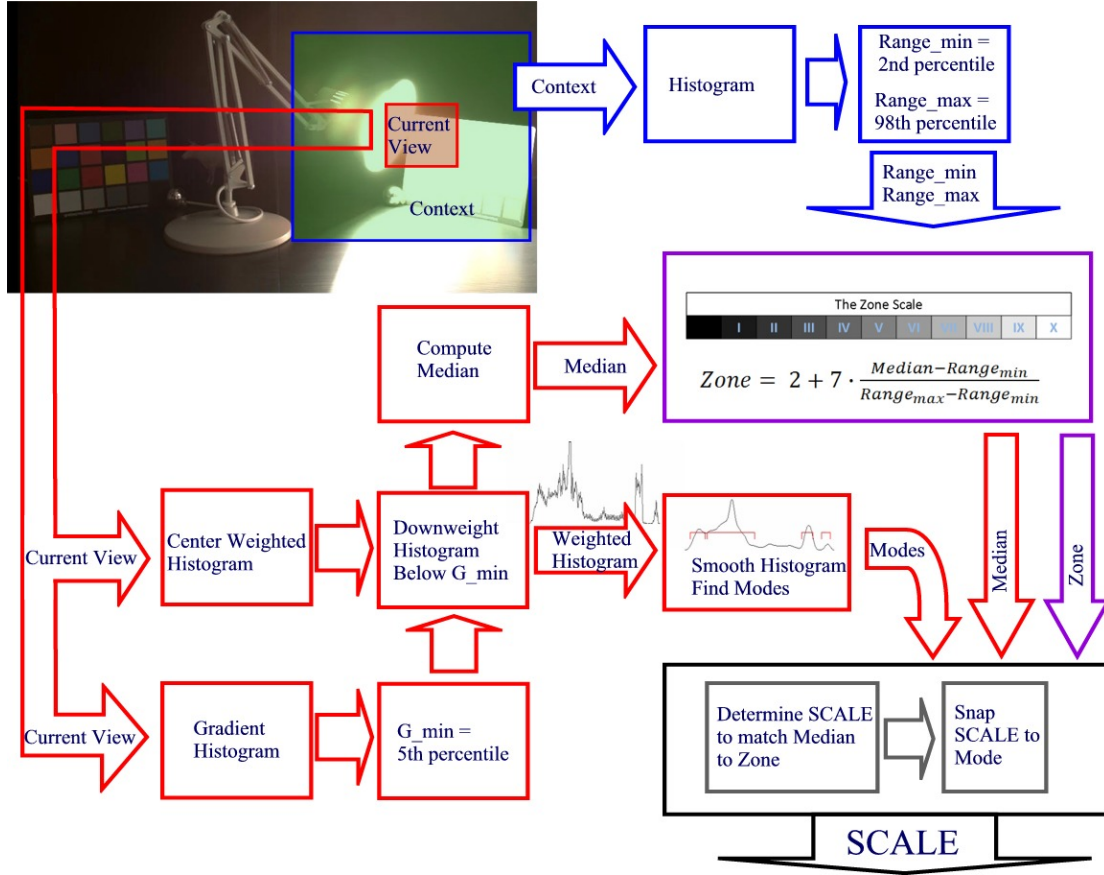 Current
View
Context
Context
Histogram
Range_min =
2nd percentile
Range_max =
98th percentile
Range_min
Range_max
The Zone Scale
I II III IV V VI VII VIII IX X
Zone = 2 + 7 · (Median−Range_min)/(Range_max−Range_min)
Compute
Median
Median
Current View
Center Weighted
Histogram
Downweight
Histogram
Below G_min
Weighted
Histogram
Smooth Histogram
Find Modes
Modes
Median
Zone
Current View
Gradient
Histogram
G_min =
5th percentile
Determine SCALE
to match Median
to Zone
Snap
SCALE to
Mode
SCALE